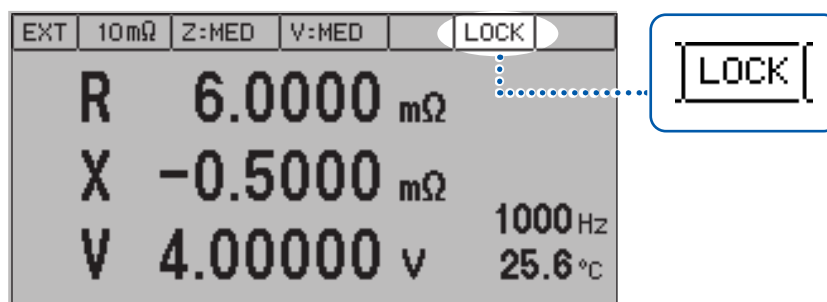 EXT 10mΩ Z:MED V:MED LOCK
LOCK
R 6.0000 mΩ
X -0.5000 mΩ
V 4.00000 V
1000 Hz
25.6 °C